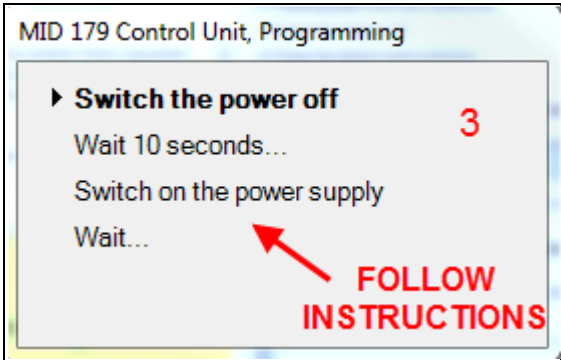 MID 179 Control Unit, Programming
Switch the power off
3
Wait 10 seconds...
Switch on the power supply
Wait...
FOLLOW
INSTRUCTIONS